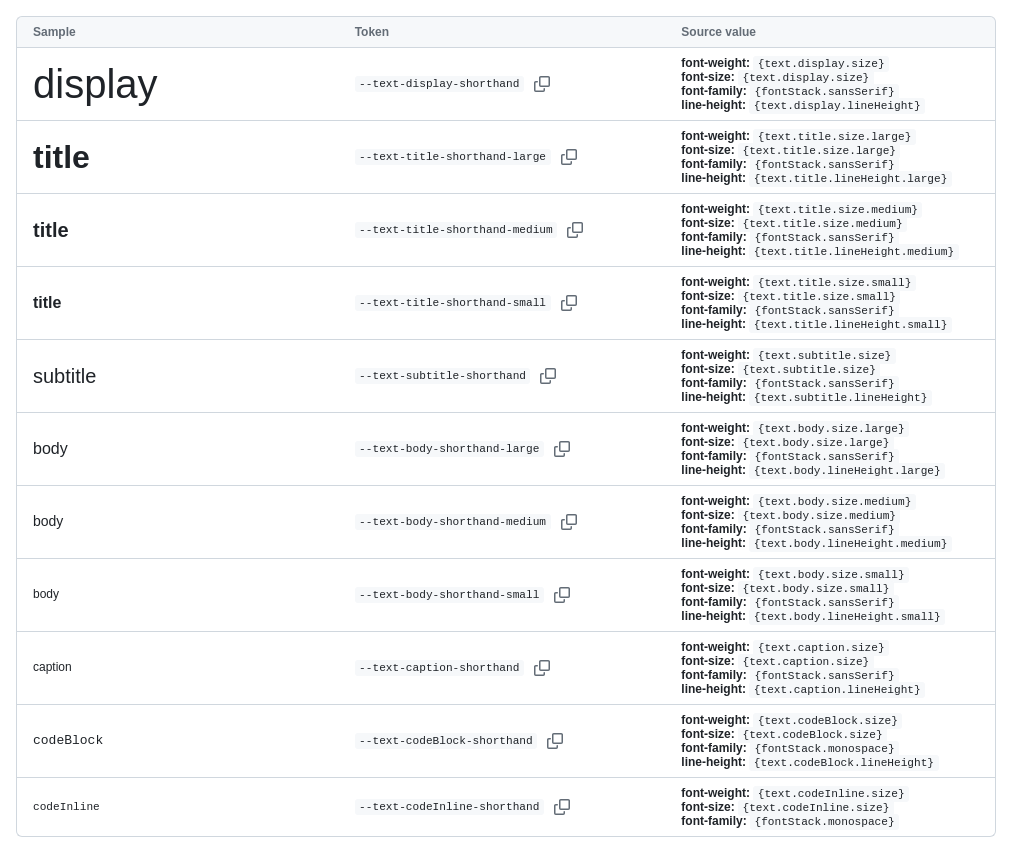 Sample Token Source value
display --text-display-shorthand
font-weight: {text.display.size}
font-size: {text.display.size}
font-family: {fontStack.sansSerif}
line-height: {text.display.lineHeight}
title --text-title-shorthand-large
font-weight: {text.title.size.large}
font-size: {text.title.size.large}
font-family: {fontStack.sansSerif}
line-height: {text.title.lineHeight.large}
title --text-title-shorthand-medium
font-weight: {text.title.size.medium}
font-size: {text.title.size.medium}
font-family: {fontStack.sansSerif}
line-height: {text.title.lineHeight.medium}
title --text-title-shorthand-small
font-weight: {text.title.size.small}
font-size: {text.title.size.small}
font-family: {fontStack.sansSerif}
line-height: {text.title.lineHeight.small}
subtitle --text-subtitle-shorthand
font-weight: {text.subtitle.size}
font-size: {text.subtitle.size}
font-family: {fontStack.sansSerif}
line-height: {text.subtitle.lineHeight}
body --text-body-shorthand-large
font-weight: {text.body.size.large}
font-size: {text.body.size.large}
font-family: {fontStack.sansSerif}
line-height: {text.body.lineHeight.large}
body --text-body-shorthand-medium
font-weight: {text.body.size.medium}
font-size: {text.body.size.medium}
font-family: {fontStack.sansSerif}
line-height: {text.body.lineHeight.medium}
body --text-body-shorthand-small
font-weight: {text.body.size.small}
font-size: {text.body.size.small}
font-family: {fontStack.sansSerif}
line-height: {text.body.lineHeight.small}
caption --text-caption-shorthand
font-weight: {text.caption.size}
font-size: {text.caption.size}
font-family: {fontStack.sansSerif}
line-height: {text.caption.lineHeight}
codeBlock --text-codeBlock-shorthand
font-weight: {text.codeBlock.size}
font-size: {text.codeBlock.size}
font-family: {fontStack.monospace}
line-height: {text.codeBlock.lineHeight}
codeInline --text-codeInline-shorthand
font-weight: {text.codeInline.size}
font-size: {text.codeInline.size}
font-family: {fontStack.monospace}